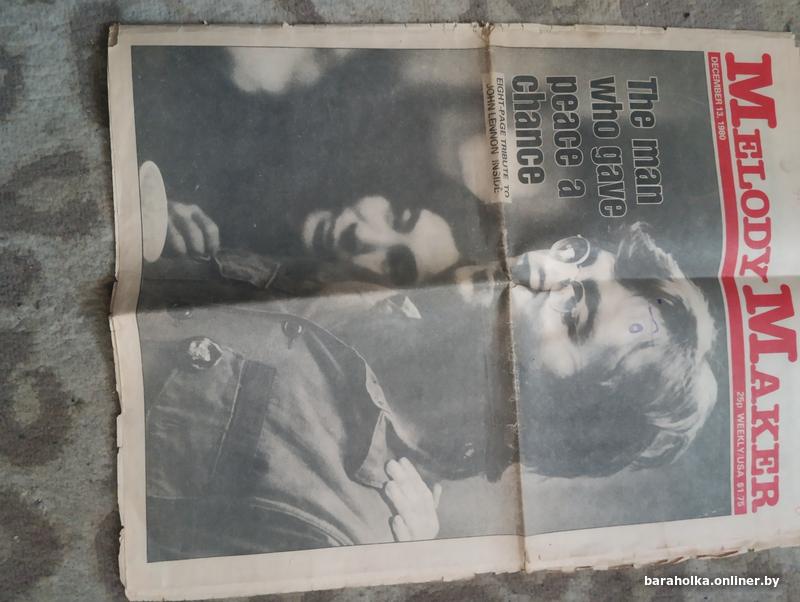 MELODY MAKER
DECEMBER 13, 1980
25p WEEKLY/USA $1.75
The man
who gave
peace a
chance
EIGHT-PAGE TRIBUTE TO
JOHN LENNON INSIDE
baraholka.onliner.by